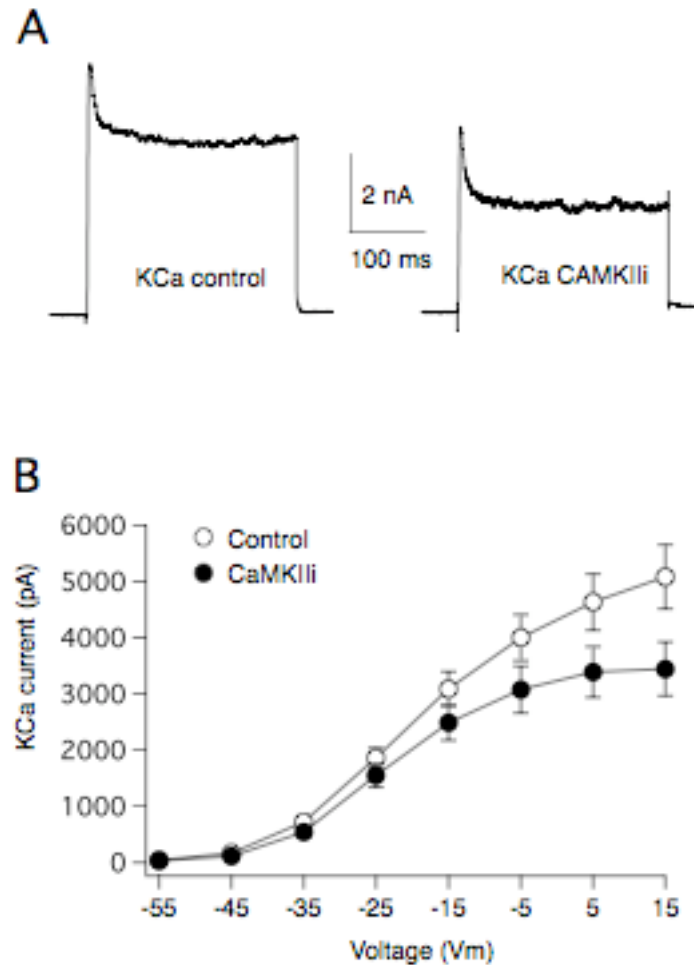 A
2 nA
100 ms
KCa control
KCa CAMKIIi
B
Control
CaMKIIi
KCa current (pA)
6000
5000
4000
3000
2000
1000
0
-55 -45 -35 -25 -15 -5 5 15
Voltage (Vm)